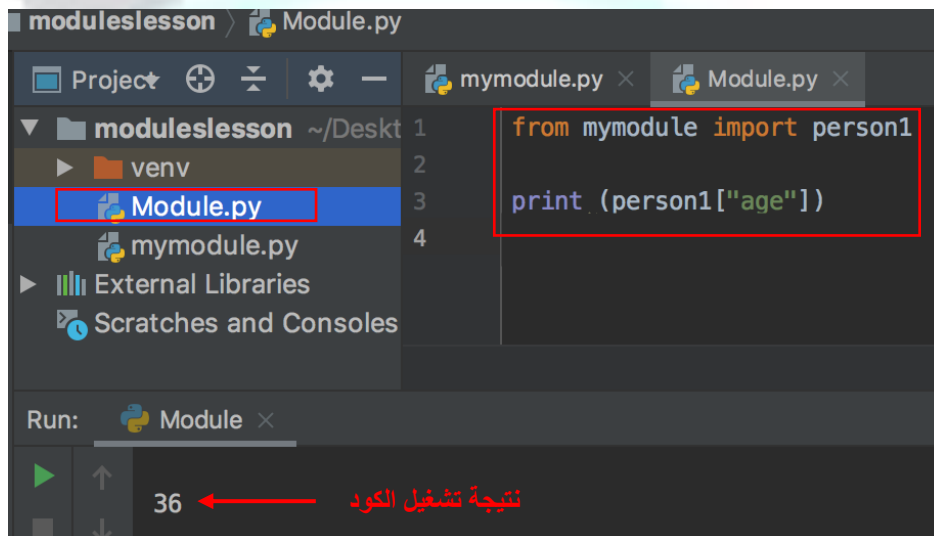 moduleslesson 〉 Module.py
Project
mymodule.py ×
Module.py ×
moduleslesson ~/Deskt
venv
Module.py
mymodule.py
External Libraries
Scratches and Consoles
1 from mymodule import person1
2
3 print (person1["age"])
4
Run: Module ×
36
نتيجة تشغيل الكود